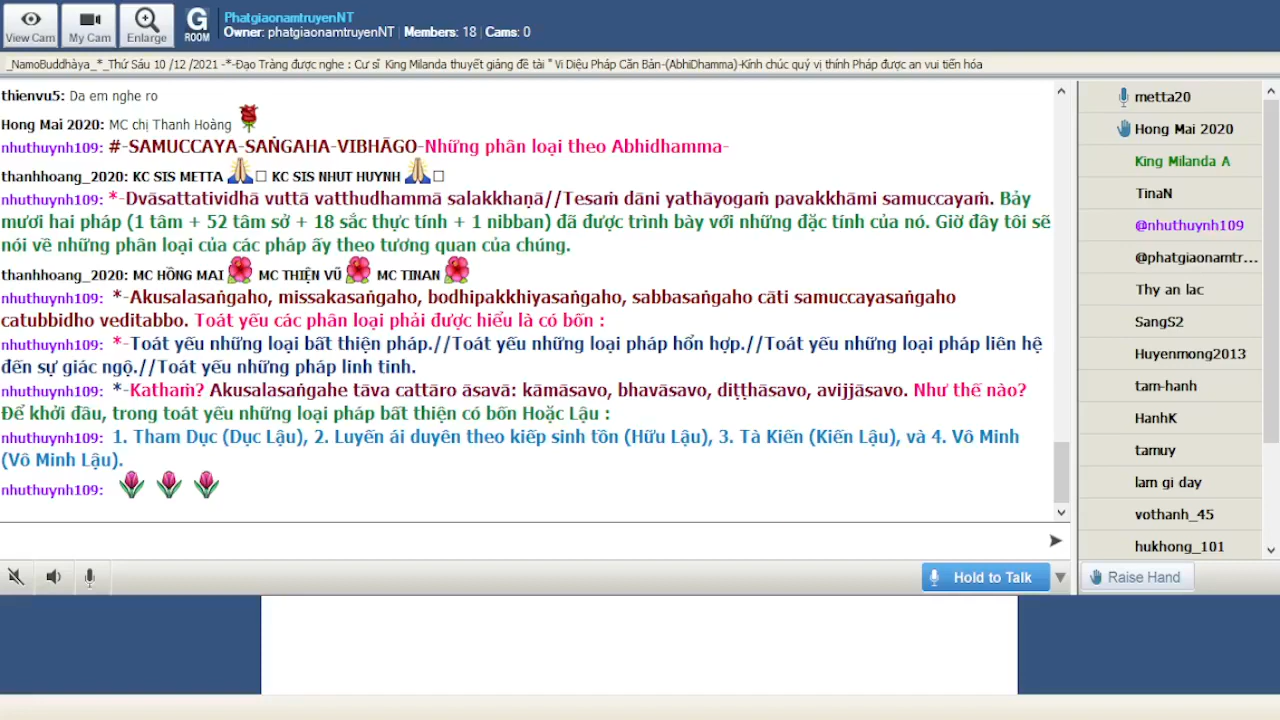 View Cam
My Cam
Enlarge
G
ROOM
PhatgiaonamtruyenNT
Owner: phatgiaonamtruyenNT | Members: 18 | Cams: 0
_NamoBuddhàya_*_Thứ Sáu 10 /12 /2021 -*-Đạo Tràng được nghe : Cư sĩ King Milanda thuyết giảng đề tài " Vi Diệu Pháp Căn Bản-(AbhiDhamma)-Kính chúc quý vị thính Pháp được an vui tiến hóa
thienvu5: Da em nghe ro
Hong Mai 2020: MC chị Thanh Hoàng
nhuthuynh109: #-SAMUCCAYA-SAṄGAHA-VIBHĀGO-Những phân loại theo Abhidhamma-
thanhhoang_2020: KC SIS METTA 🙏□ KC SIS NHUT HUYNH 🙏□
nhuthuynh109: *-Dvāsattatividhā vuttā vatthudhammā salakkhaṇā//Tesaṁ dāni yathāyogaṁ pavakkhāmi samuccayaṁ. Bảy
mươi hai pháp (1 tâm + 52 tâm sở + 18 sắc thực tính + 1 nibban) đã được trình bày với những đặc tính của nó. Giờ đây tôi sẽ
nói về những phân loại của các pháp ấy theo tương quan của chúng.
thanhhoang_2020: MC HỒNG MAI 🌺 MC THIỆN VŨ 🌺 MC TINAN 🌺
nhuthuynh109: *-Akusalasaṅgaho, missakasaṅgaho, bodhipakkhiyasaṅgaho, sabbasaṅgaho cāti samuccayasaṅgaho
catubbidho veditabbo. Toát yếu các phân loại phải được hiểu là có bốn :
nhuthuynh109: *-Toát yếu những loại bất thiện pháp.//Toát yếu những loại pháp hổn hợp.//Toát yếu những loại pháp liên hệ
đến sự giác ngộ.//Toát yếu những pháp linh tinh.
nhuthuynh109: *-Kathaṁ? Akusalasaṅgahe tāva cattāro āsavā: kāmāsavo, bhavāsavo, diṭṭhāsavo, avijjāsavo. Như thế nào?
Để khởi đầu, trong toát yếu những loại pháp bất thiện có bốn Hoặc Lậu :
nhuthuynh109: 1. Tham Dục (Dục Lậu), 2. Luyến ái duyên theo kiếp sinh tồn (Hữu Lậu), 3. Tà Kiến (Kiến Lậu), và 4. Vô Minh
(Vô Minh Lậu).
nhuthuynh109:
metta20
Hong Mai 2020
King Milanda A
TinaN
@nhuthuynh109
@phatgiaonamtr...
Thy an lac
SangS2
Huyenmong2013
tam-hanh
HanhK
tamuy
lam gi day
vothanh_45
hukhong_101
Hold to Talk
Raise Hand